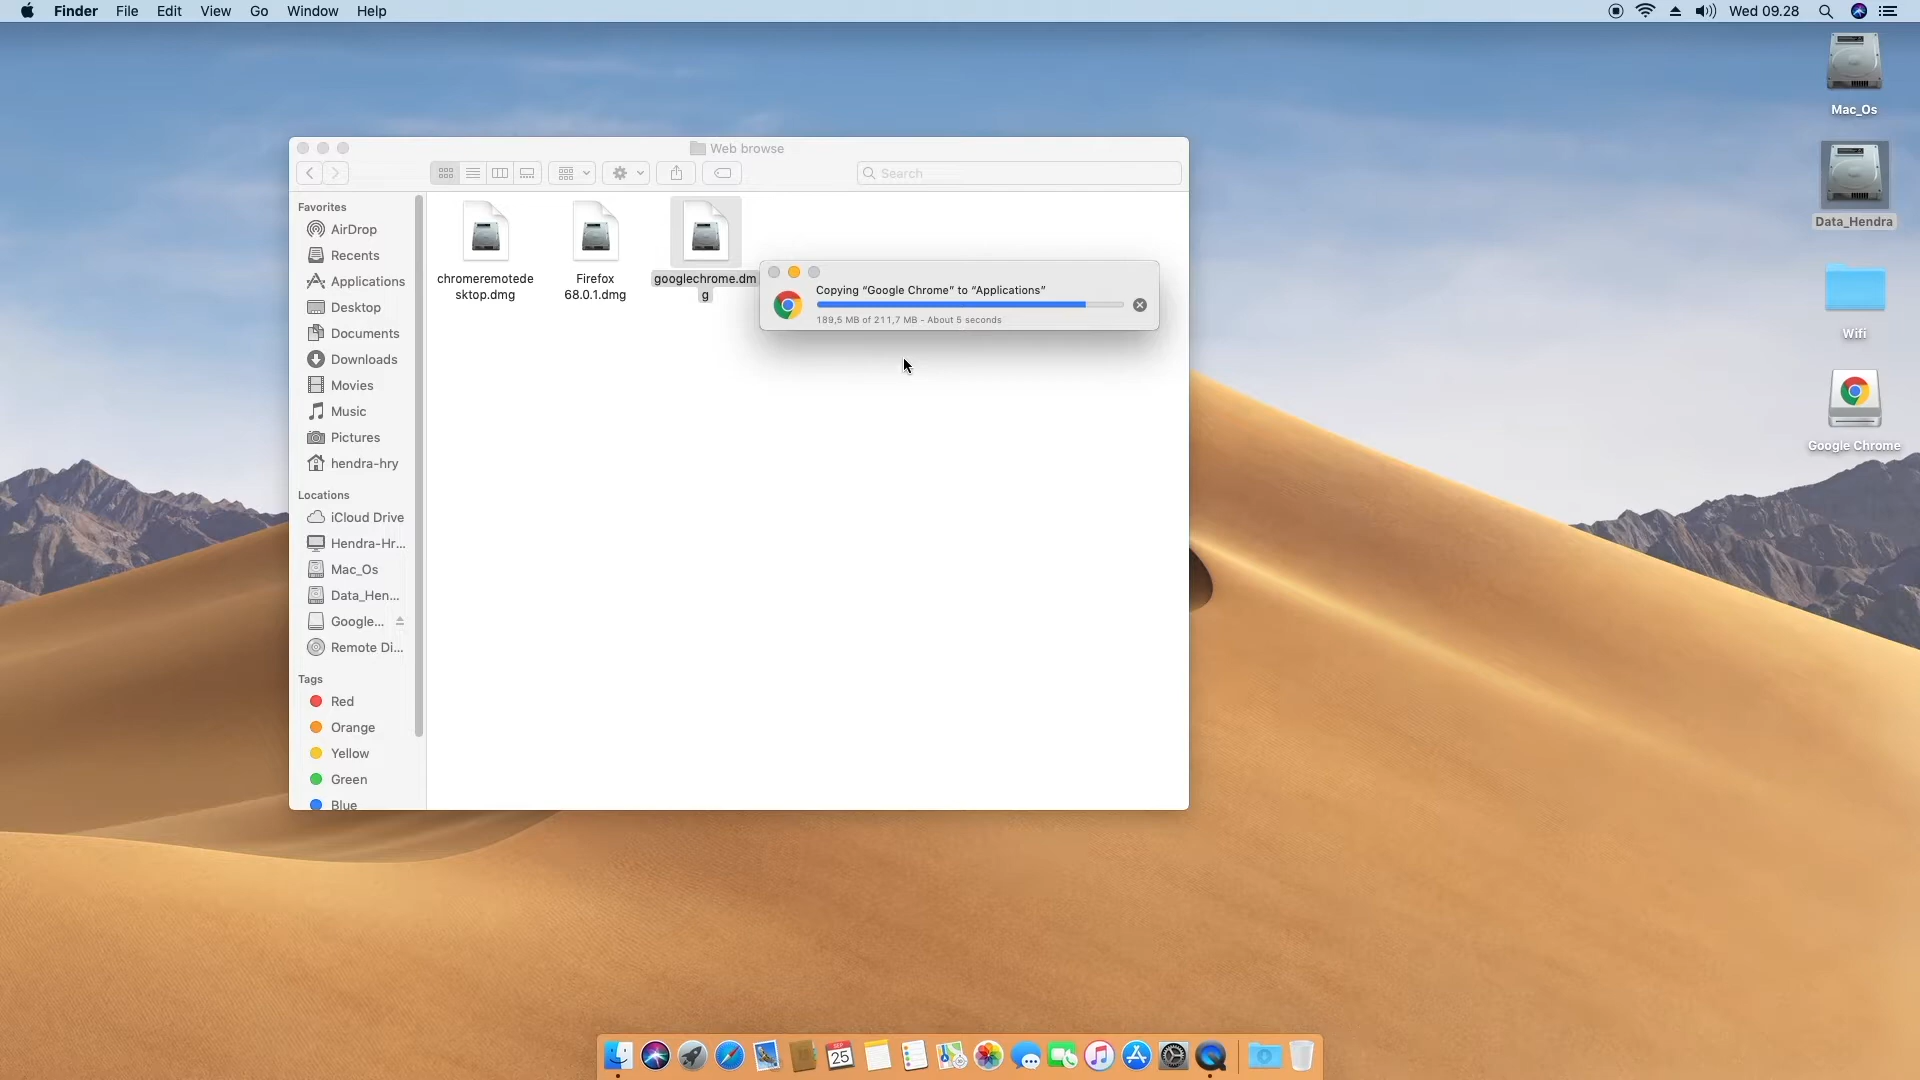 Finder File Edit View Go Window Help
Wed 09.28
Mac_Os
Data_Hendra
Wifi
Google Chrome
Web browse
Search
Favorites
AirDrop
Recents
Applications
Desktop
Documents
Downloads
Movies
Music
Pictures
hendra-hry
Locations
iCloud Drive
Hendra-Hr...
Mac_Os
Data_Hen...
Google...
Remote Di...
Tags
Red
Orange
Yellow
Green
Blue
chromeremotede
sktop.dmg
Firefox
68.0.1.dmg
googlechrome.dm
g
Copying “Google Chrome” to “Applications”
189,5 MB of 211,7 MB - About 5 seconds
SEP
25